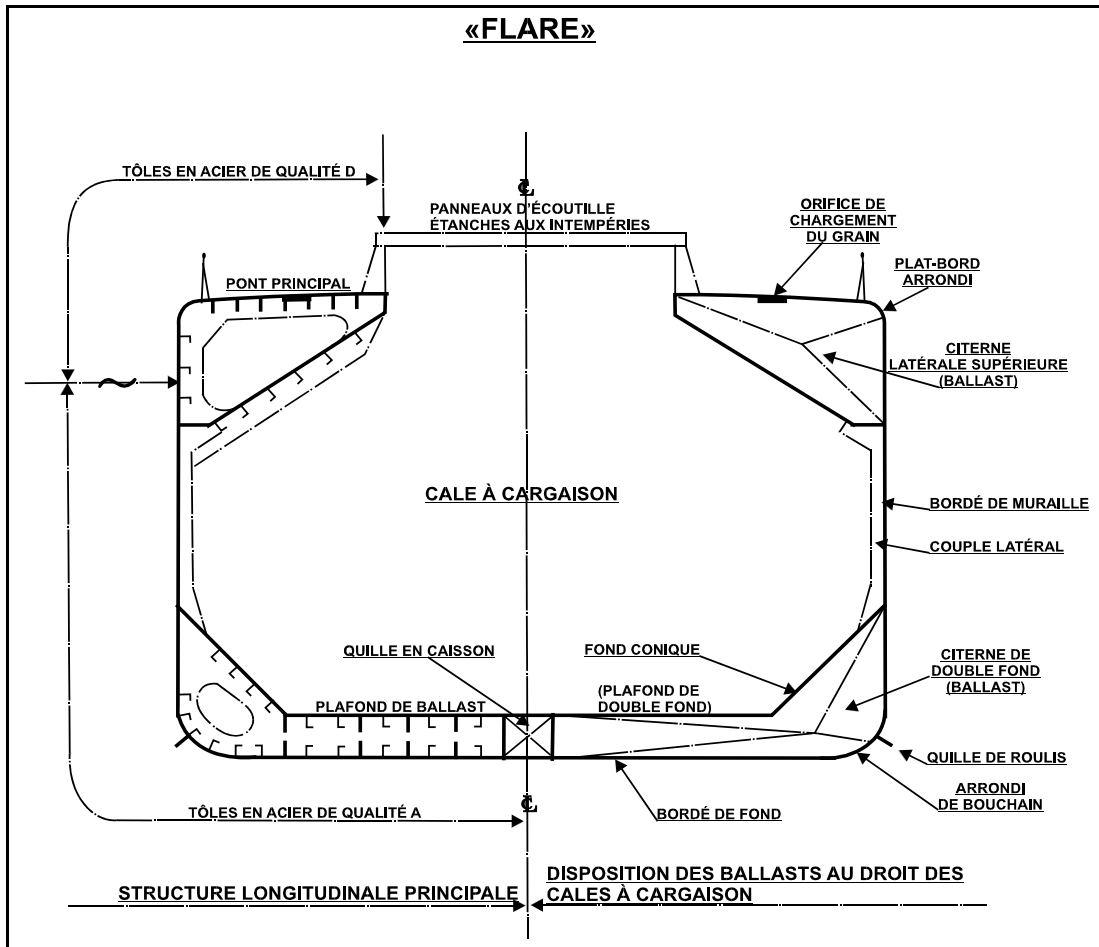 «FLARE»
TÔLES EN ACIER DE QUALITÉ D
PANNEAUX D'ÉCOUTILLE
ÉTANCHES AUX INTEMPÉRIES
ORIFICE DE
CHARGEMENT
DU GRAIN
PLAT-BORD
ARRONDI
PONT PRINCIPAL
CITERNE
LATÉRALE SUPÉRIEURE
(BALLAST)
CALE À CARGAISON
BORDÉ DE MURAILLE
COUPLE LATÉRAL
QUILLE EN CAISSON
FOND CONIQUE
CITERNE DE
DOUBLE FOND
(BALLAST)
PLAFOND DE BALLAST
(PLAFOND DE
DOUBLE FOND)
QUILLE DE ROULIS
ARRONDI
DE BOUCHAIN
TÔLES EN ACIER DE QUALITÉ A
BORDÉ DE FOND
STRUCTURE LONGITUDINALE PRINCIPALE
DISPOSITION DES BALLASTS AU DROIT DES
CALES À CARGAISON